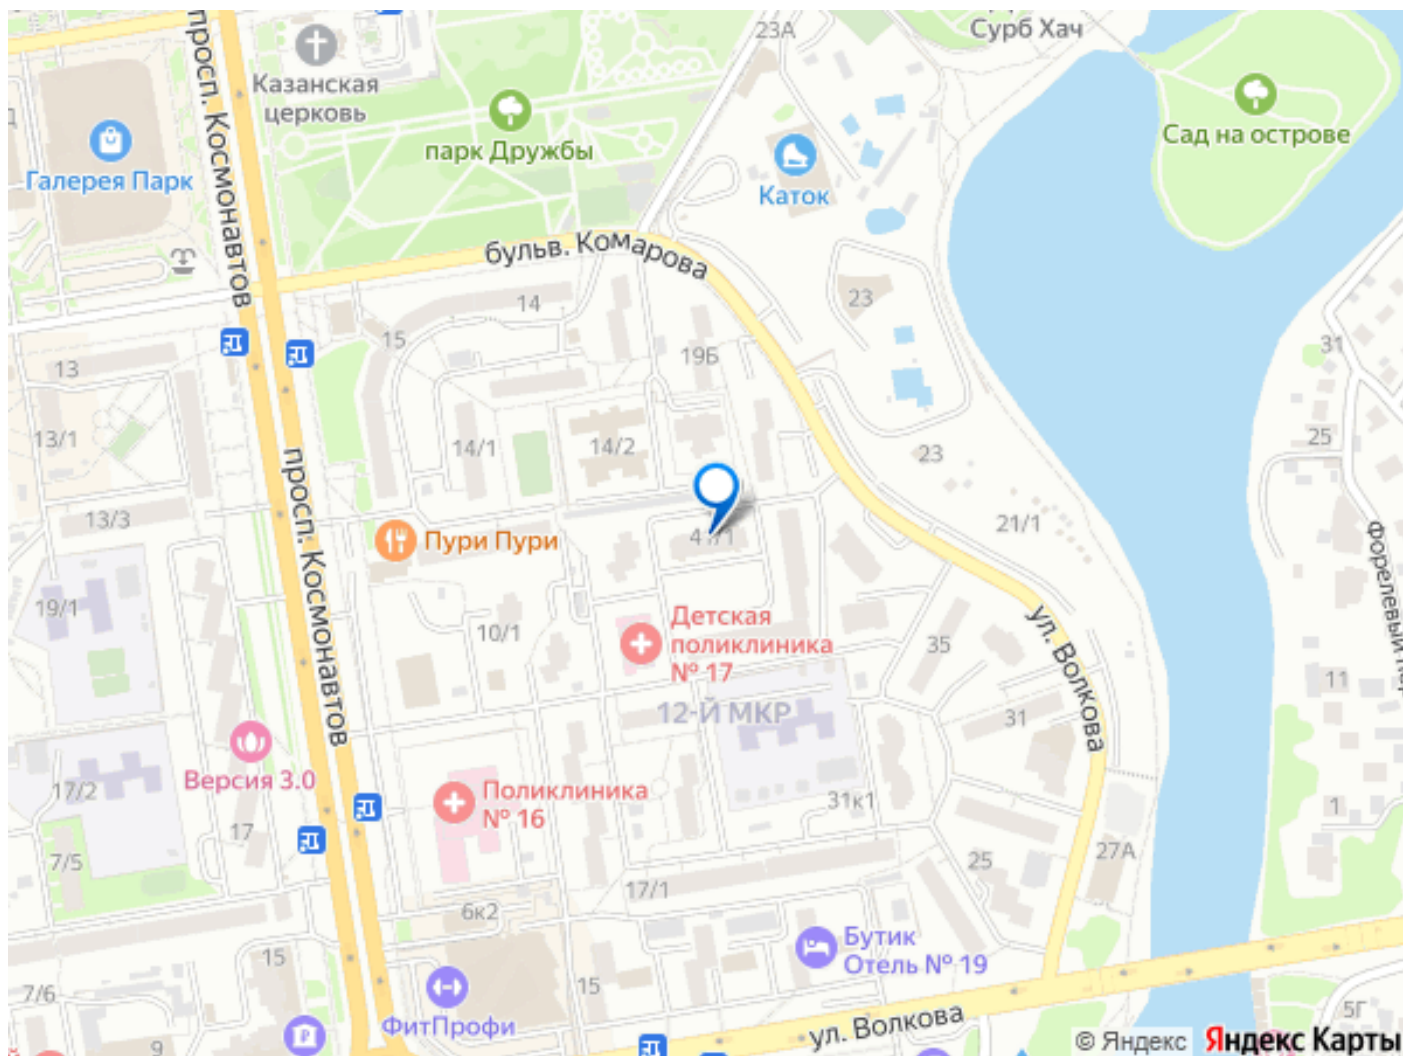 23А
Сурб Хач
Казанская
церковь
парк Дружбы
Сад на острове
Галерея Парк
Каток
просп. Космонавтов
бульв. Комарова
14
23
15
31
13
19Б
13/1
14/1
14/2
25
23
просп. Космонавтов
13/3
21/1
Пури Пури
19/1
Детская
поликлиника
№ 17
10/1
35
ул. Волкова
11
12-Й МКР
31
Версия 3.0
17/2
Поликлиника
№ 16
31к1
1
17
7/5
25
27А
17/1
6к2
Бутик
Отель № 19
15
7/6
15
ФитПрофи
5Г
9
ул. Волкова
© Яндекс Яндекс Карты